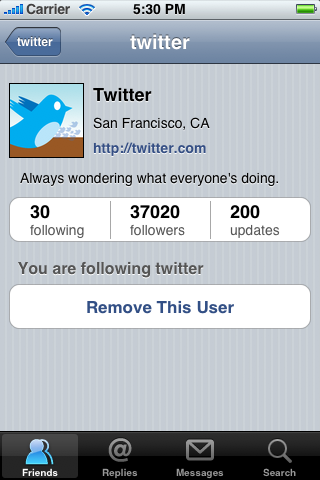 Carrier 5:30 PM
twitter twitter
Twitter
San Francisco, CA
http://twitter.com
Always wondering what everyone's doing.
30 37020 200
following followers updates
You are following twitter
Remove This User
@
Friends Replies Messages Search